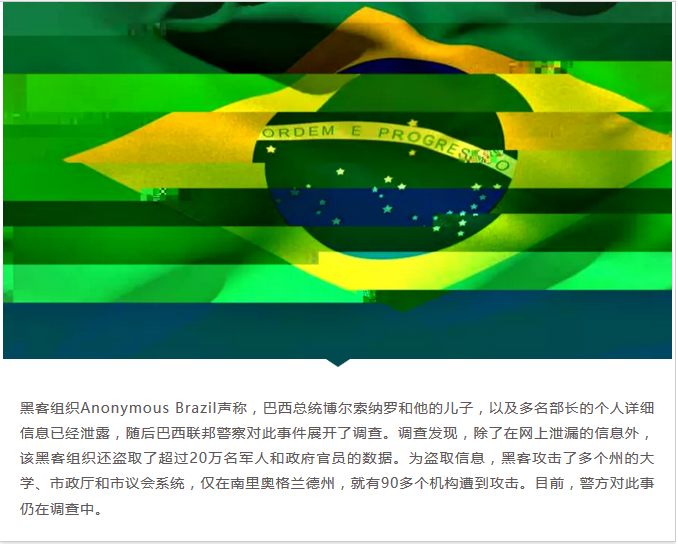 ORDEM E PROGRESSO
黑客组织Anonymous Brazil声称，巴西总统博尔索纳罗和他的儿子，以及多名部长的个人详细
信息已经泄露，随后巴西联邦警察对此事件展开了调查。调查发现，除了在网上泄漏的信息外，
该黑客组织还盗取了超过20万名军人和政府官员的数据。为盗取信息，黑客攻击了多个州的大
学、市政厅和市议会系统，仅在南里奥格兰德州，就有90多个机构遭到攻击。目前，警方对此事
仍在调查中。